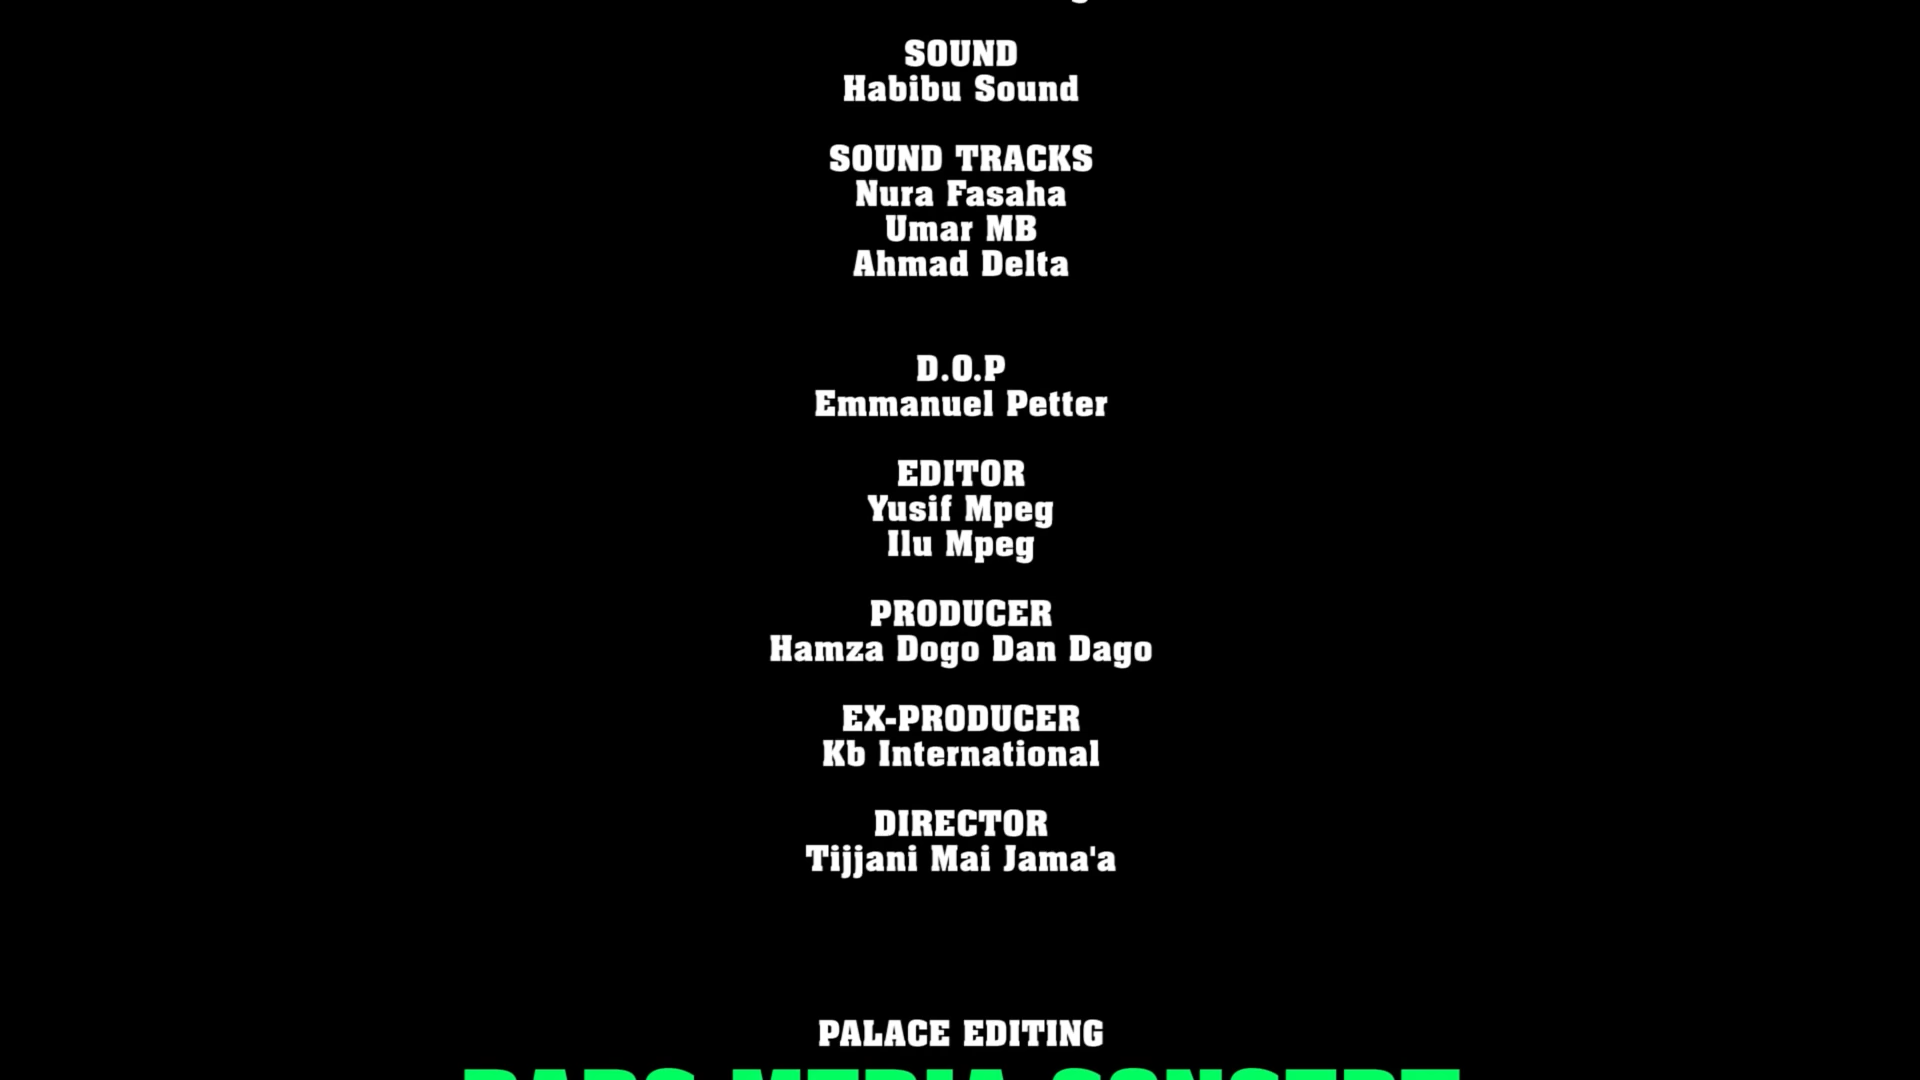 SOUND
Habibu Sound
SOUND TRACKS
Nura Fasaha
Umar MB
Ahmad Delta
D.O.P
Emmanuel Petter
EDITOR
Yusif Mpeg
Ilu Mpeg
PRODUCER
Hamza Dogo Dan Dago
EX-PRODUCER
Kb International
DIRECTOR
Tijjani Mai Jama'a
PALACE EDITING